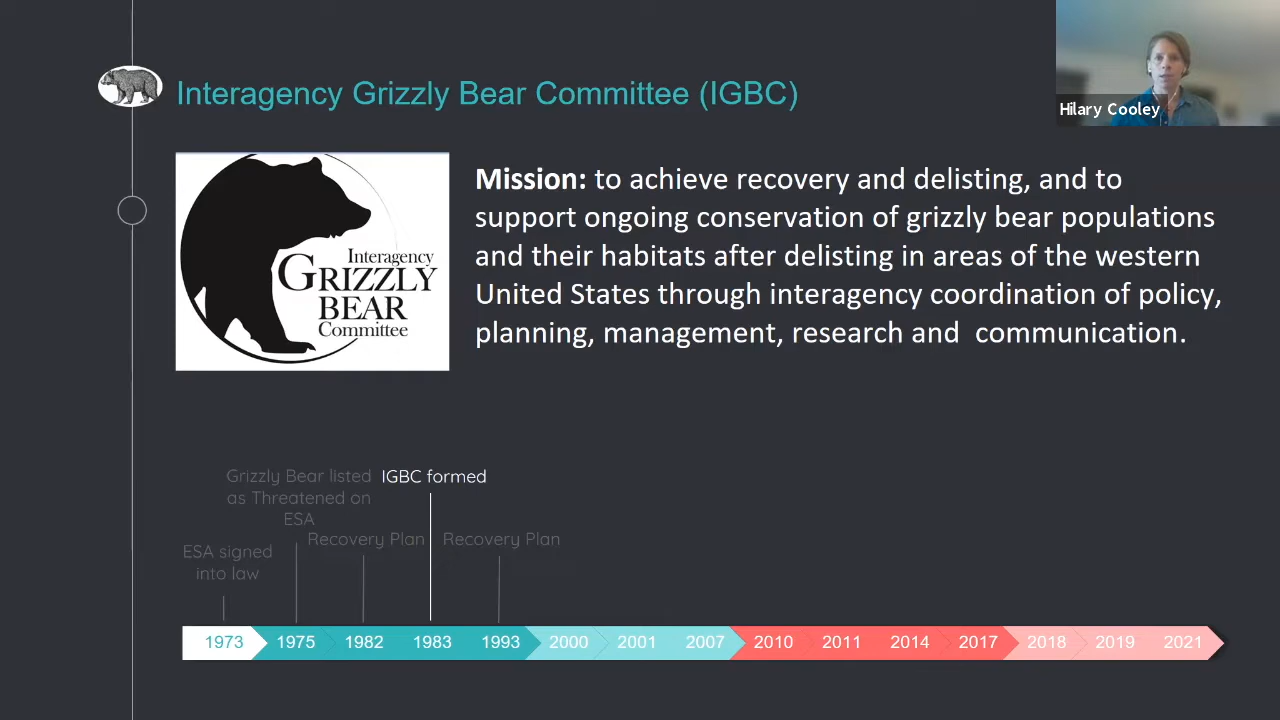 Interagency Grizzly Bear Committee (IGBC)
Hilary Cooley
Interagency
GRIZZLY
BEAR
Committee
Mission: to achieve recovery and delisting, and to
support ongoing conservation of grizzly bear populations
and their habitats after delisting in areas of the western
United States through interagency coordination of policy,
planning, management, research and  communication.
Grizzly Bear listed
as Threatened on
ESA
IGBC formed
ESA signed
into law
Recovery Plan
Recovery Plan
1973 1975 1982 1983 1993 2000 2001 2007 2010 2011 2014 2017 2018 2019 2021